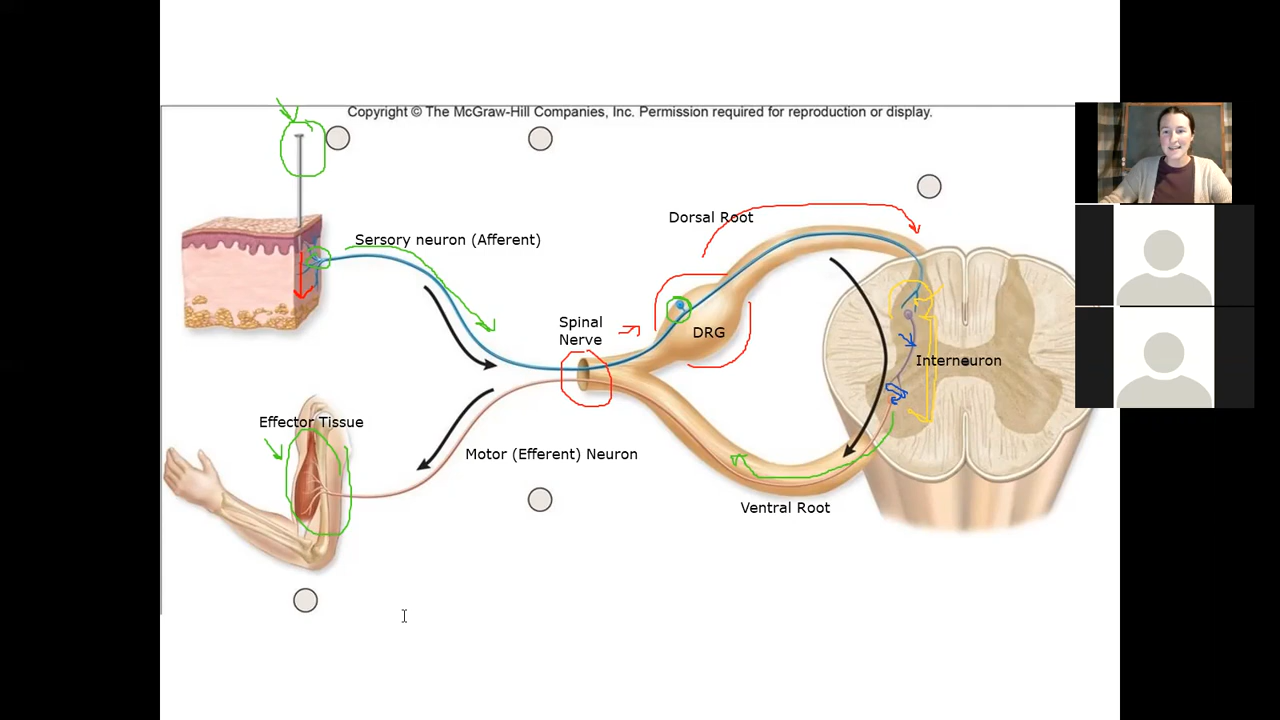 Copyright © The McGraw-Hill Companies, Inc. Permission required for reproduction or display.
Dorsal Root
Sersory neuron (Afferent)
Spinal
Nerve
DRG
Interneuron
Effector Tissue
Motor (Efferent) Neuron
Ventral Root